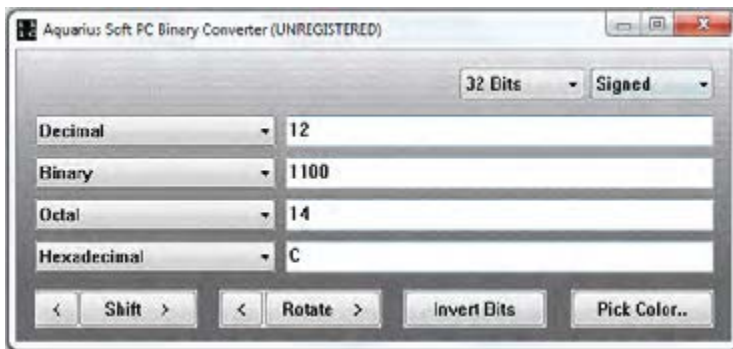 Aquarius Soft PC Binary Converter (UNREGISTERED)
32 Bits Signed
Decimal 12
Binary 1100
Octal 14
Hexadecimal C
< Shift > < Rotate > Invert Bits Pick Color..